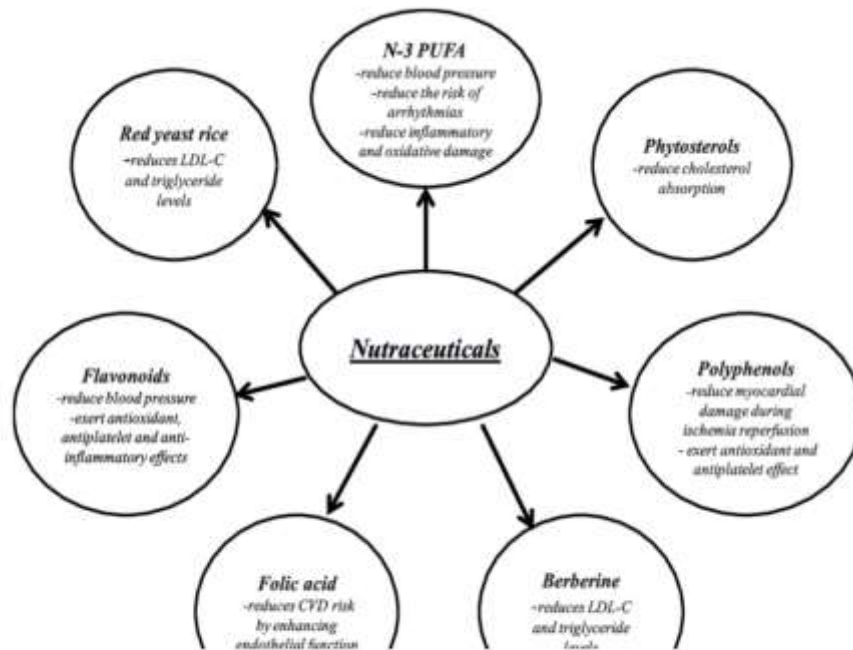 N-3 PUFA
-reduce blood pressure
-reduce the risk of
arrhythmias
-reduce inflammatory
and oxidative damage
Red yeast rice
-reduces LDL-C
and triglyceride
levels
Phytosterols
-reduce cholesterol
absorption
Nutraceuticals
Flavonoids
-reduce blood pressure
-exert antioxidant,
antiplatelet and anti-
inflammatory effects
Polyphenols
-reduce myocardial
damage during
ischemia reperfusion
- exert antioxidant and
antiplatelet effect
Folic acid
-reduces CVD risk
by enhancing
endothelial function
Berberine
-reduces LDL-C
and triglyceride
levels